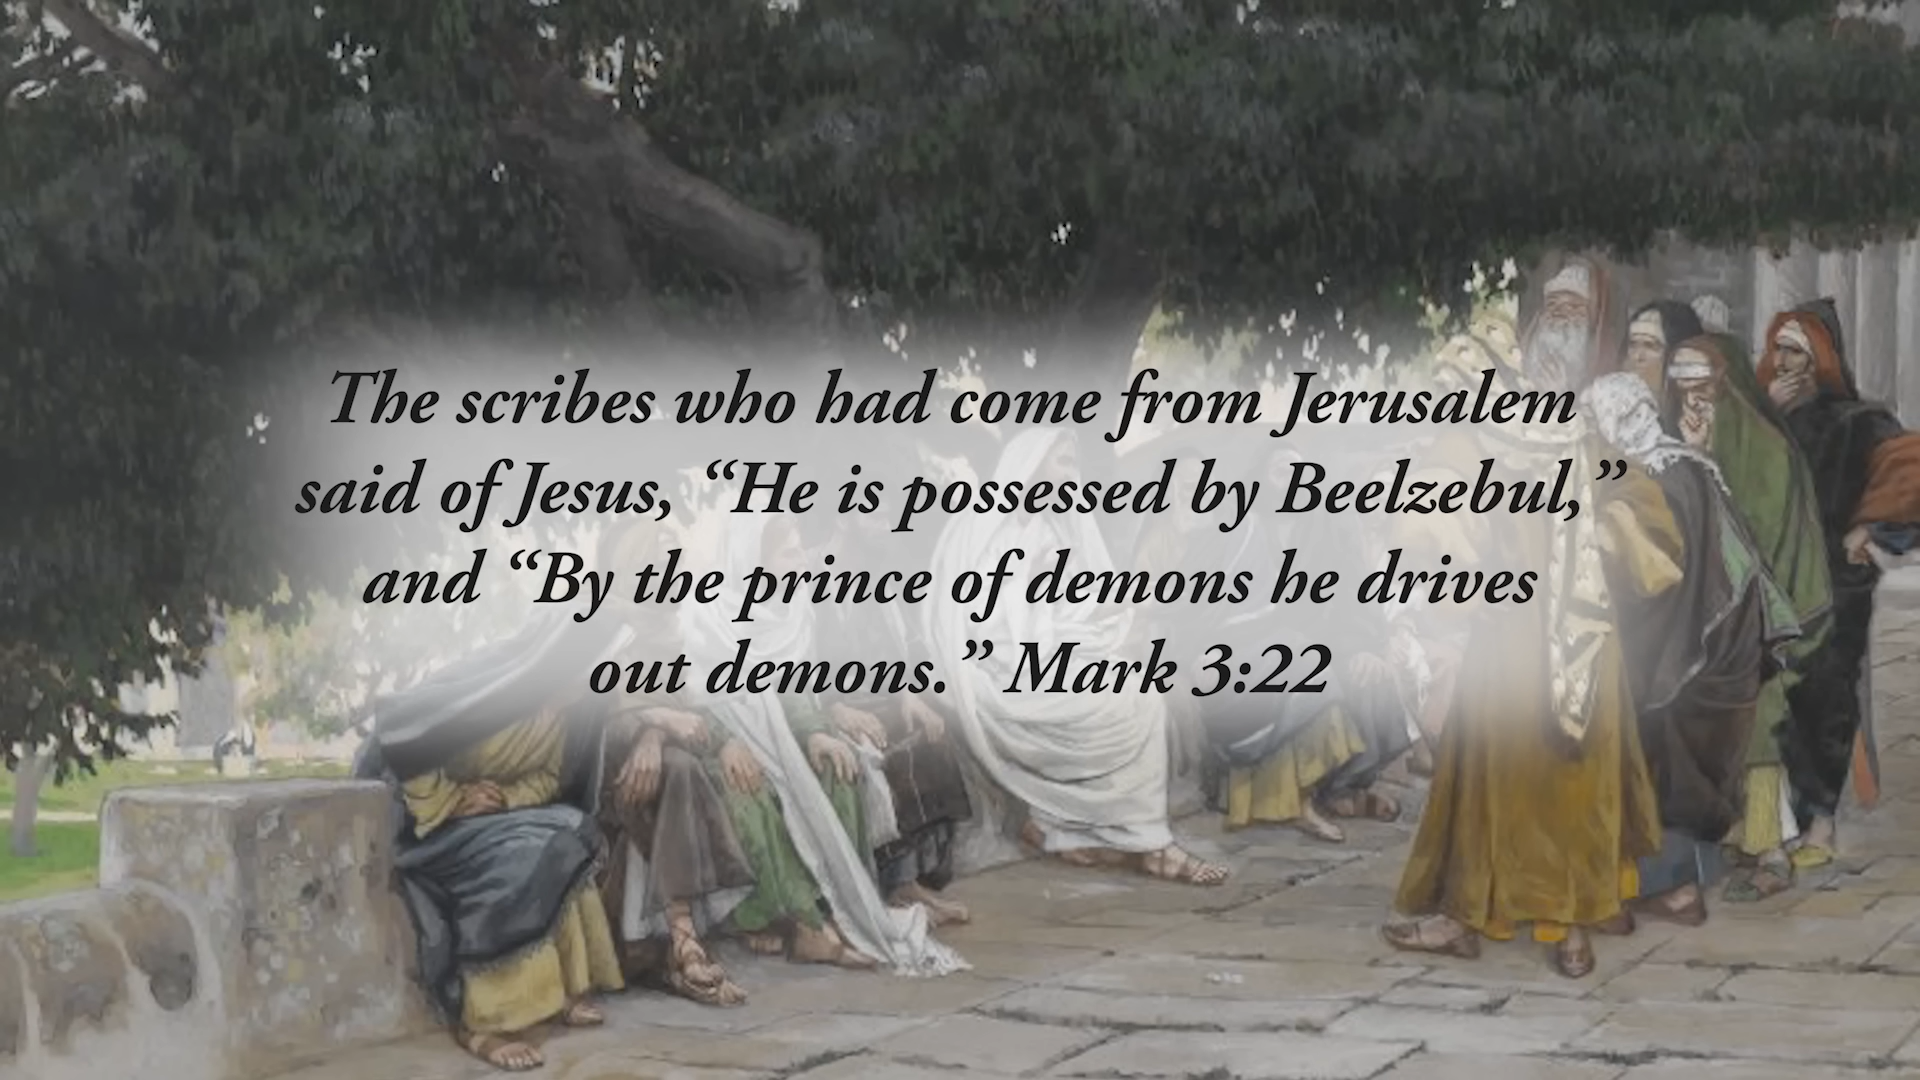 The scribes who had come from Jerusalem
said of Jesus, “He is possessed by Beelzebul,”
and “By the prince of demons he drives
out demons.” Mark 3:22